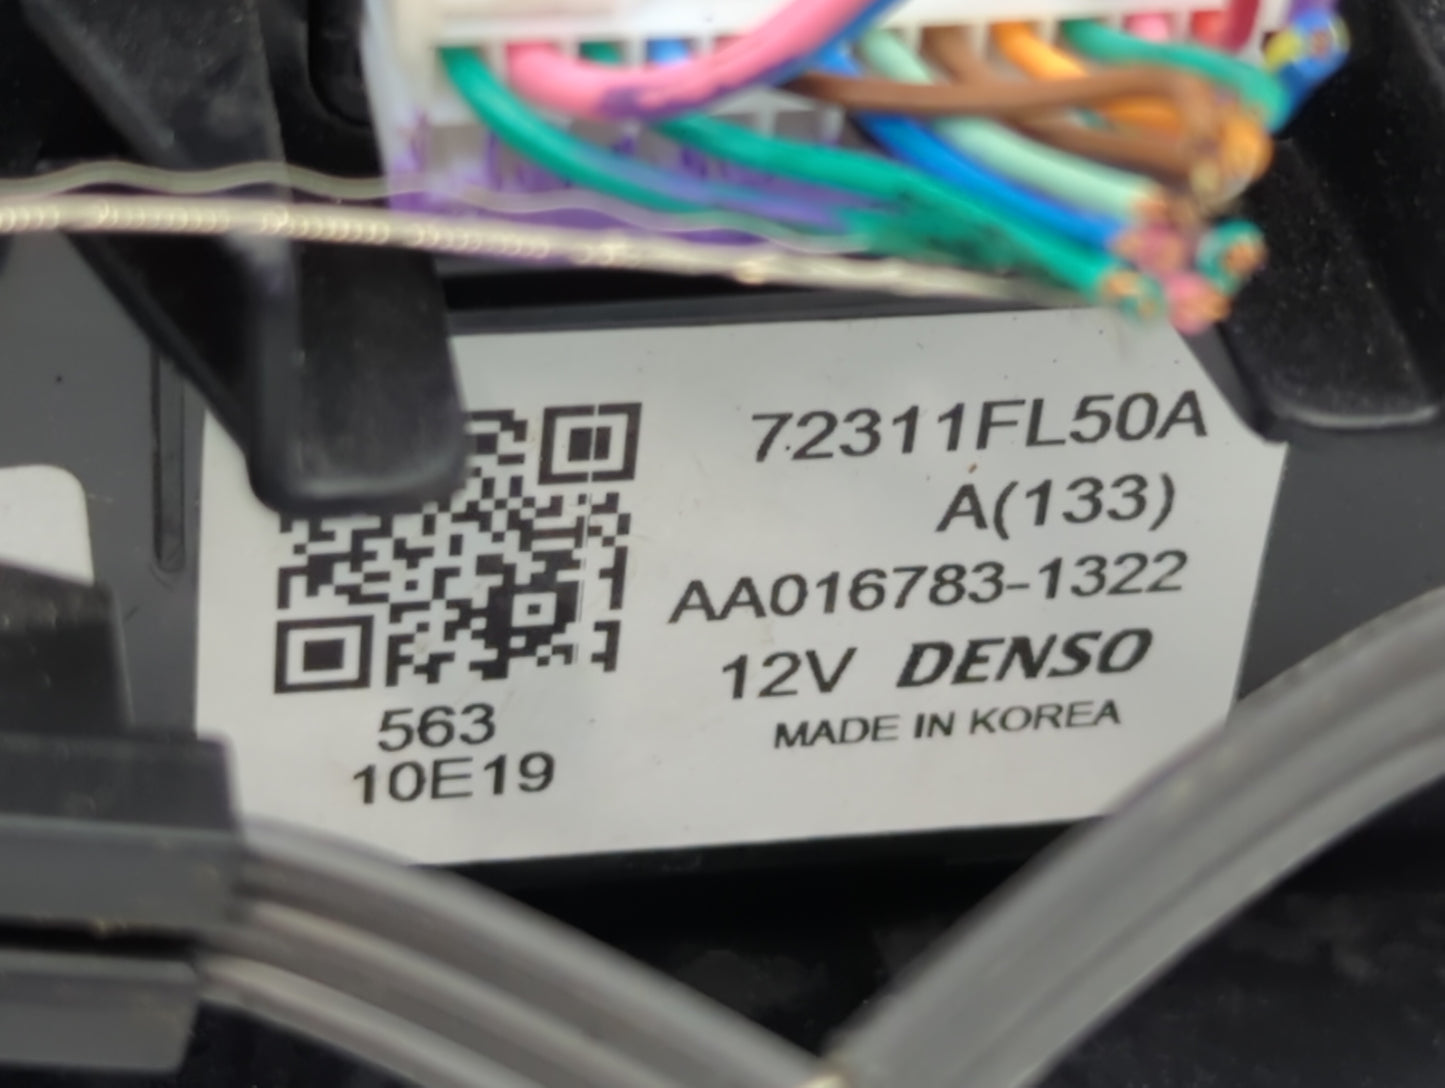 72311FL50A
A(133)
AA016783-1322
12V DENSO
MADE IN KOREA
563
10E19